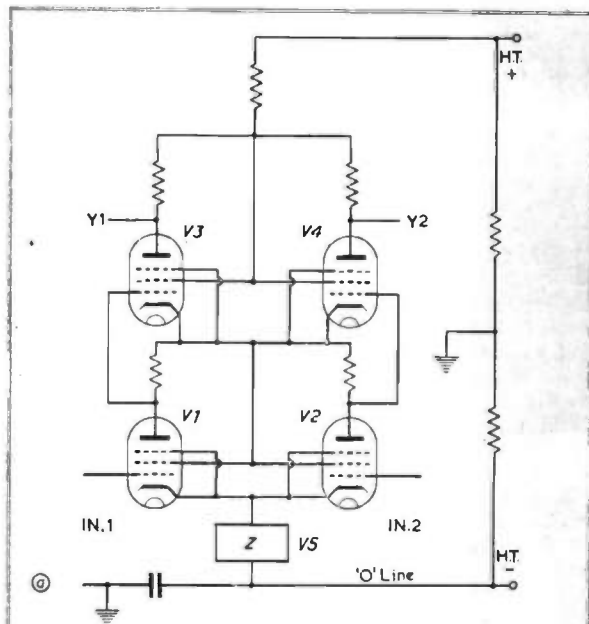 H.T.
+
Y1
V3
V4
Y2
V1
V2
IN.1
Z
V5
IN.2
H.T.
-
a
'O' Line